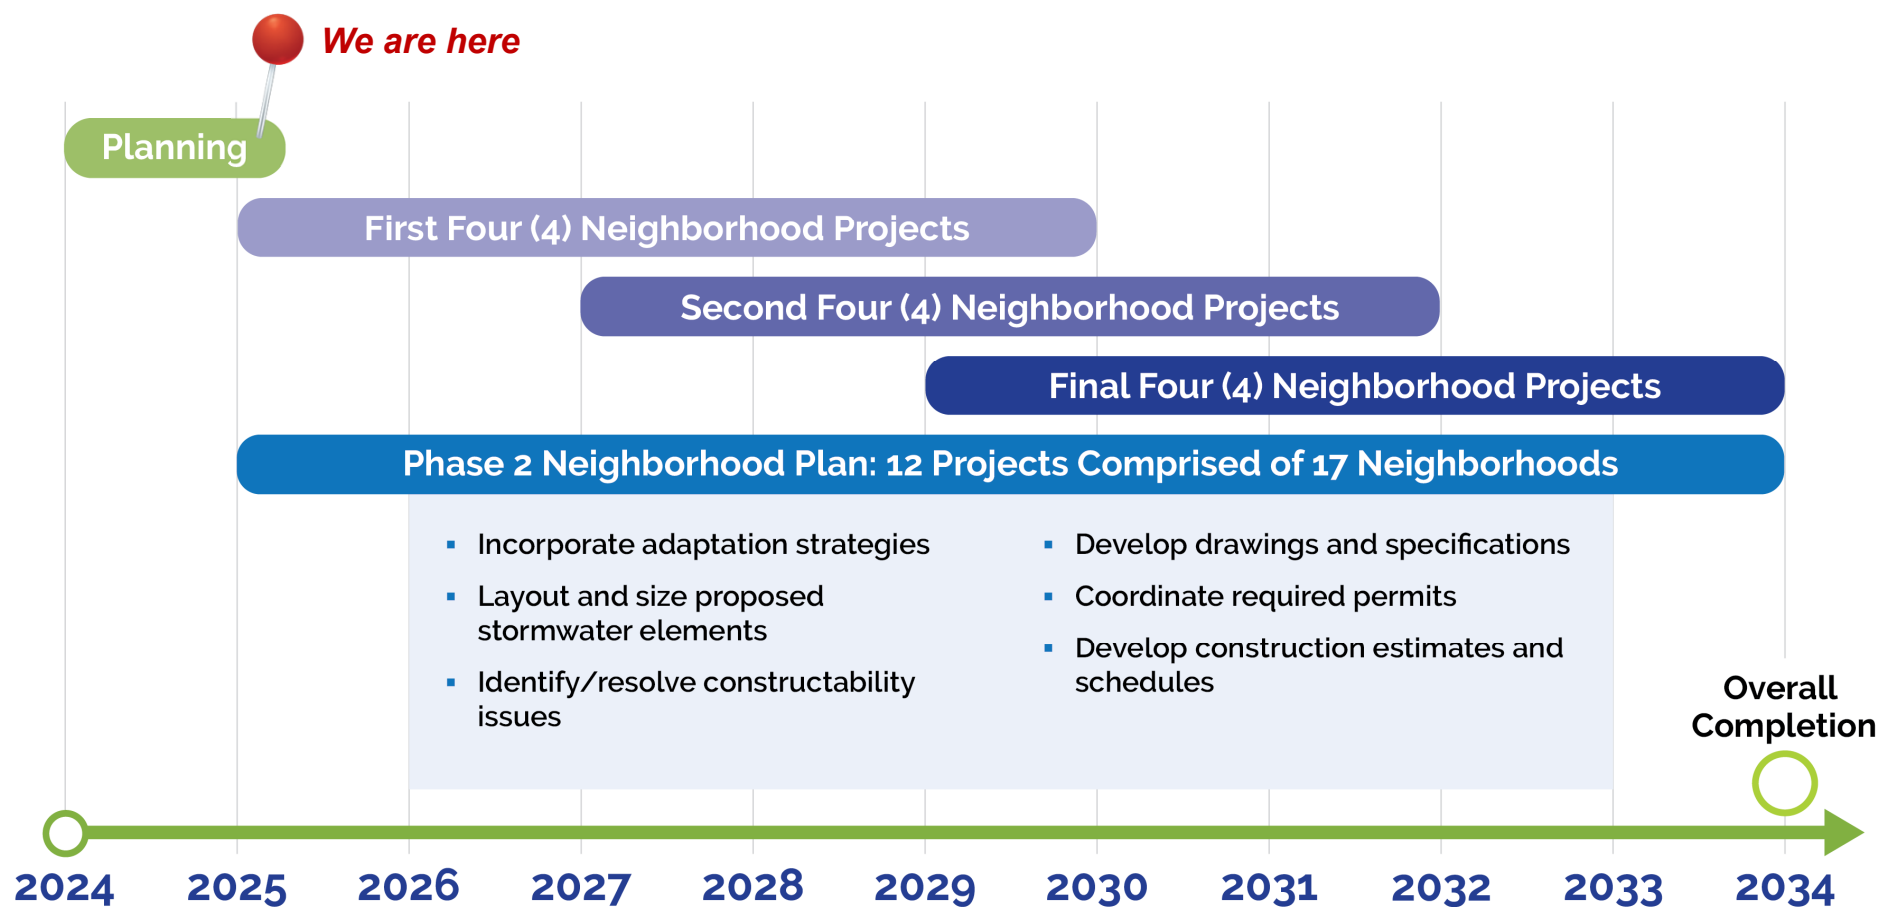 We are here
Planning
First Four (4) Neighborhood Projects
Second Four (4) Neighborhood Projects
Final Four (4) Neighborhood Projects
Phase 2 Neighborhood Plan: 12 Projects Comprised of 17 Neighborhoods
▪ Incorporate adaptation strategies
▪ Layout and size proposed
stormwater elements
▪ Identify/resolve constructability
issues
▪ Develop drawings and specifications
▪ Coordinate required permits
▪ Develop construction estimates and
schedules
Overall
Completion
2024 2025 2026 2027 2028 2029 2030 2031 2032 2033 2034